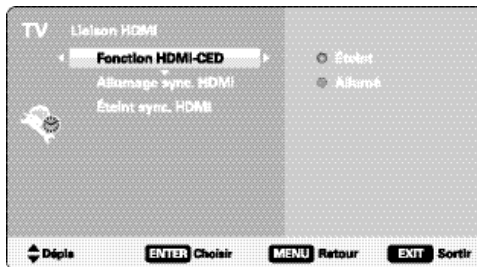 TV Liaison HDMI
Fonction HDMI-CED Éteint
Allumage sync. HDMI Allumé
Éteint sync. HDMI
Dépla ENTER Choisir MENU Retour EXIT Sortir